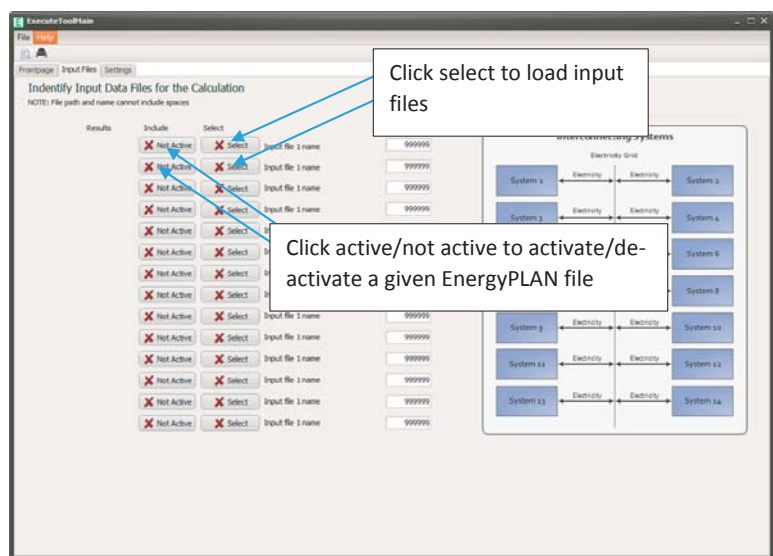 ExecuteToolMain
File Help
Frontpage Input Files Settings
Indentify Input Data Files for the Calculation
NOTE: File path and name cannot include spaces
Click select to load input
files
Results Include Select
Not Active Select Input file 1 name 999999
Not Active Select Input file 1 name 999999
Not Active Select Input file 1 name 999999
Not Active Select Input file 1 name 999999
Not Active Select
Not Active Select
Not Active Select
Not Active Select
Click active/not active to activate/de-
activate a given EnergyPLAN file
Not Active Select Input file 1 name 999999
Not Active Select Input file 1 name 999999
Not Active Select Input file 1 name 999999
Not Active Select Input file 1 name 999999
Not Active Select Input file 1 name 999999
Not Active Select Input file 1 name 999999
Interconnecting Systems
Electricity Grid
System 1 Electricity Electricity System 2
System 3 Electricity Electricity System 4
System 6
System 8
System 9 Electricity Electricity System 10
System 11 Electricity Electricity System 12
System 13 Electricity Electricity System 14